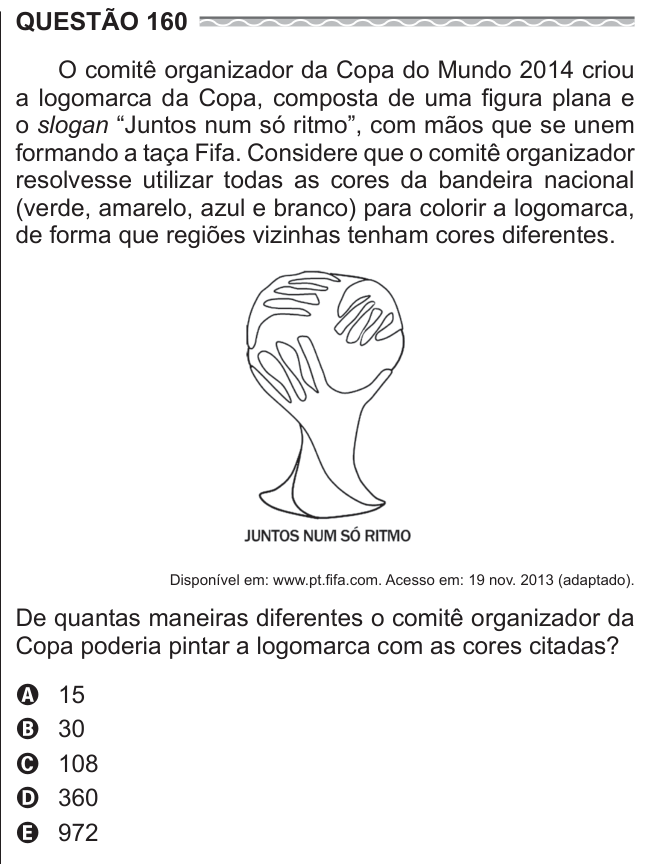 QUESTÃO 160
O comitê organizador da Copa do Mundo 2014 criou
a logomarca da Copa, composta de uma figura plana e
o slogan “Juntos num só ritmo”, com mãos que se unem
formando a taça Fifa. Considere que o comitê organizador
resolvesse utilizar todas as cores da bandeira nacional
(verde, amarelo, azul e branco) para colorir a logomarca,
de forma que regiões vizinhas tenham cores diferentes.
JUNTOS NUM SÓ RITMO
Disponível em: www.pt.fifa.com. Acesso em: 19 nov. 2013 (adaptado).
De quantas maneiras diferentes o comitê organizador da
Copa poderia pintar a logomarca com as cores citadas?
A 15
B 30
C 108
D 360
E 972